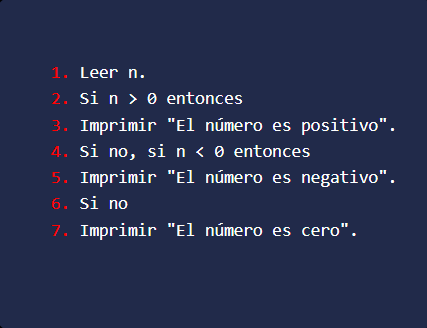 1. Leer n.
2. Si n > 0 entonces
3. Imprimir "El número es positivo".
4. Si no, si n < 0 entonces
5. Imprimir "El número es negativo".
6. Si no
7. Imprimir "El número es cero".